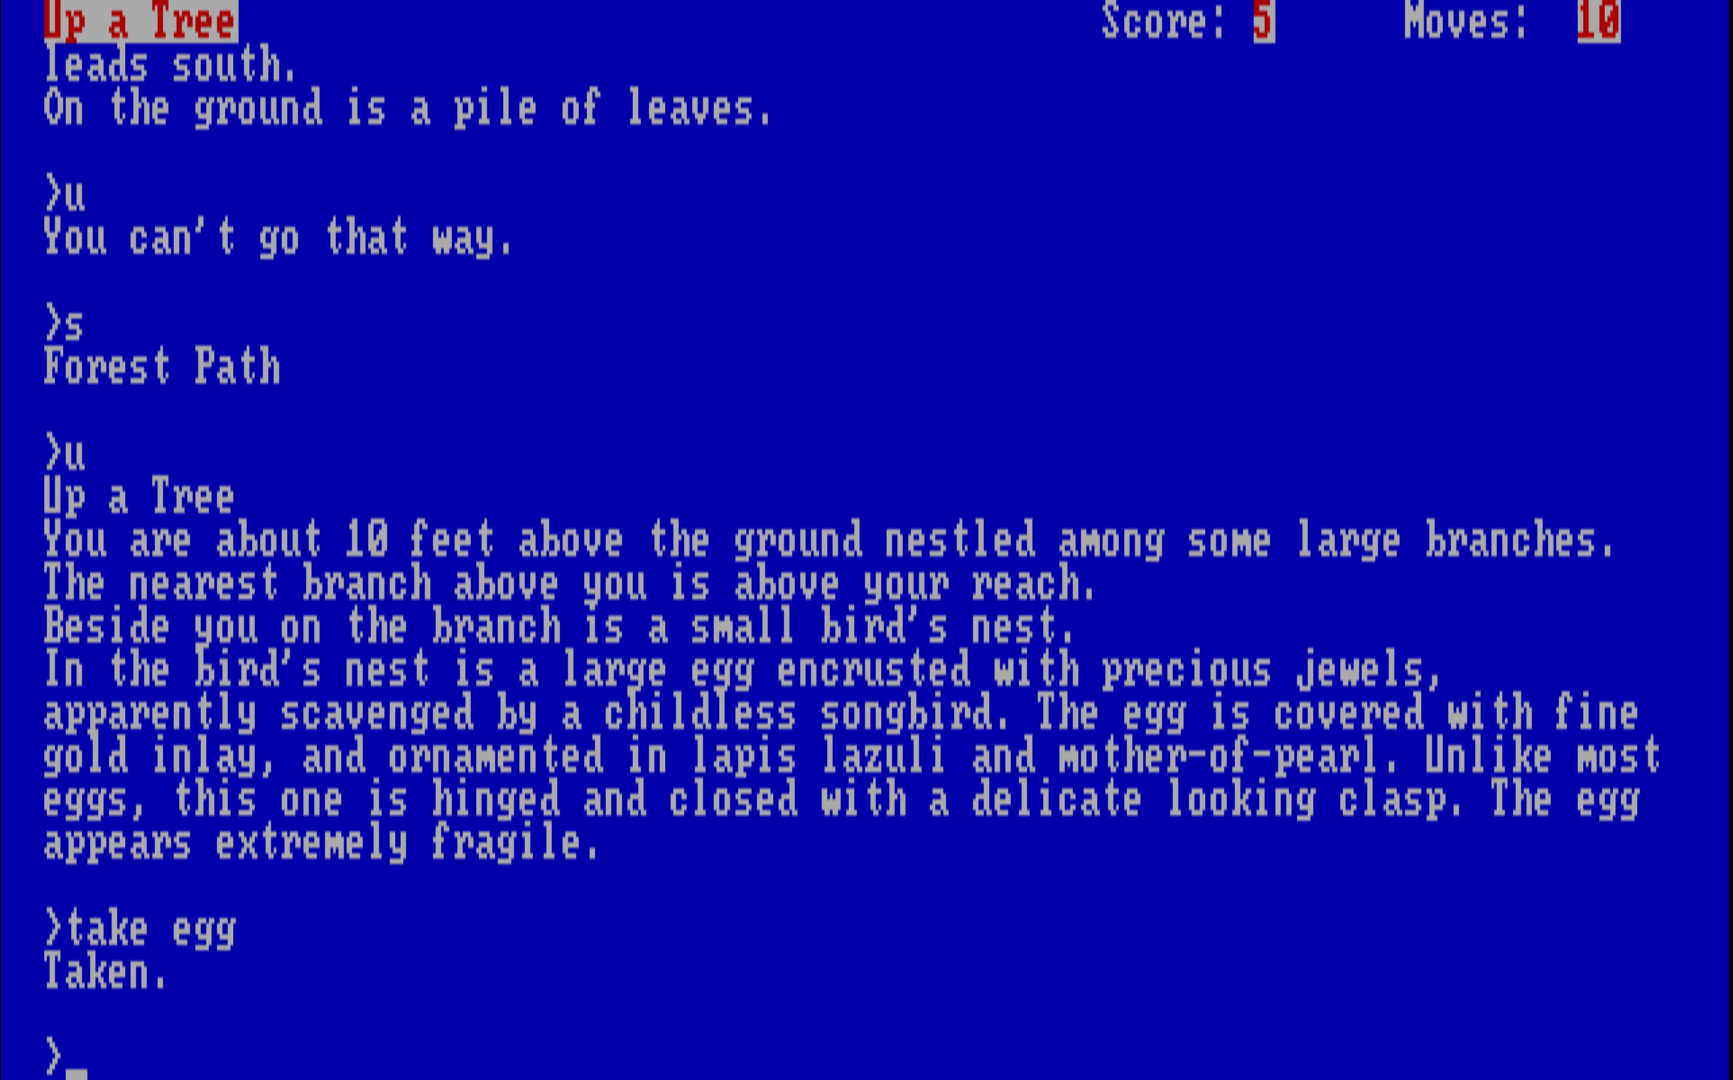 Up a Tree Score: 5 Moves: 10
leads south.
On the ground is a pile of leaves.
>u
You can't go that way.
>s
Forest Path
>u
Up a Tree
You are about 10 feet above the ground nestled among some large branches.
The nearest branch above you is above your reach.
Beside you on the branch is a small bird's nest.
In the bird's nest is a large egg encrusted with precious jewels,
apparently scavenged by a childless songbird. The egg is covered with fine
gold inlay, and ornamented in lapis lazuli and mother-of-pearl. Unlike most
eggs, this one is hinged and closed with a delicate looking clasp. The egg
appears extremely fragile.
>take egg
Taken.
>